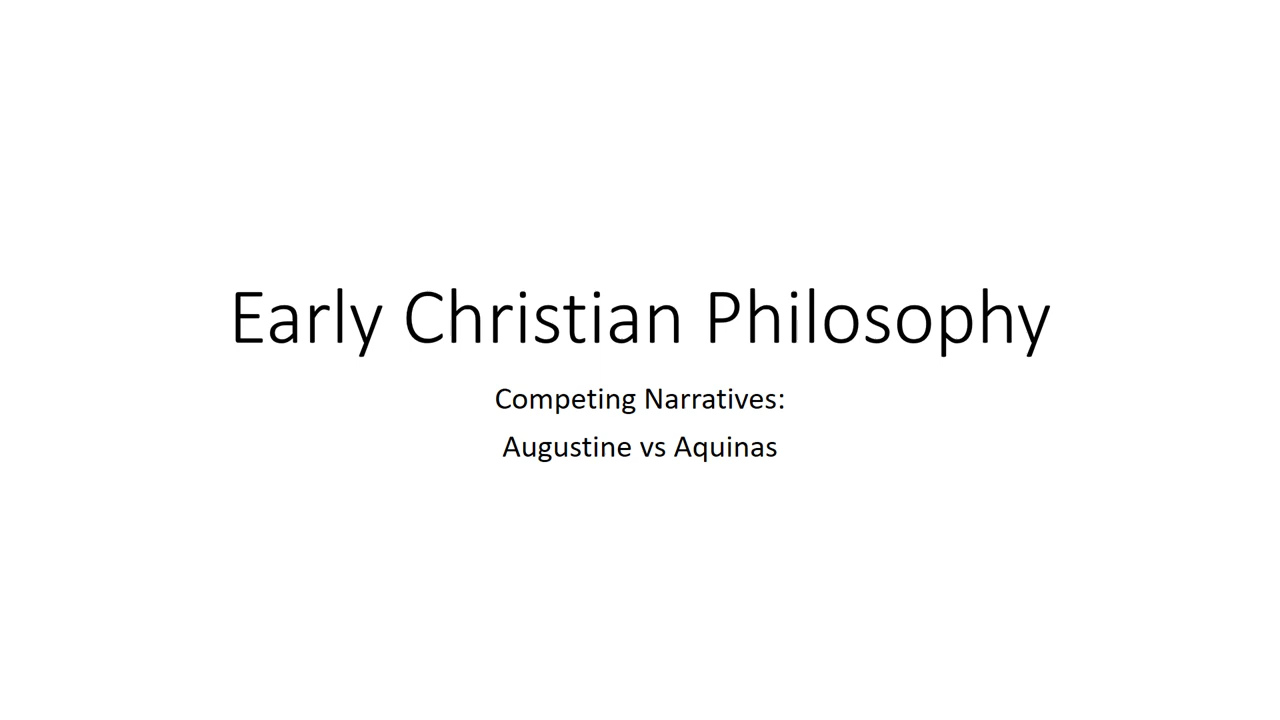 Early Christian Philosophy
Competing Narratives:
Augustine vs Aquinas